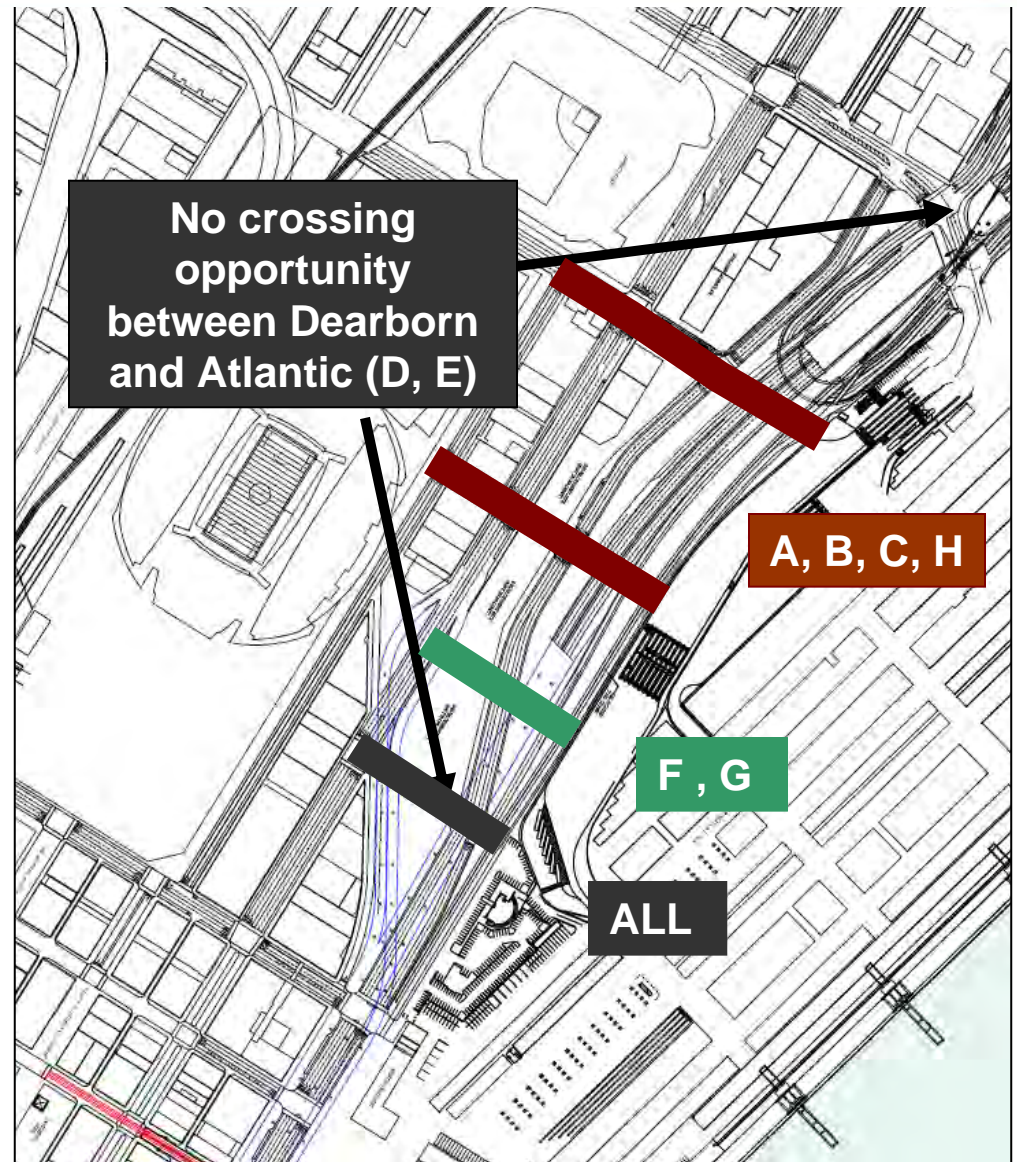 No crossing
opportunity
between Dearborn
and Atlantic (D, E)
A, B, C, H
F , G
ALL